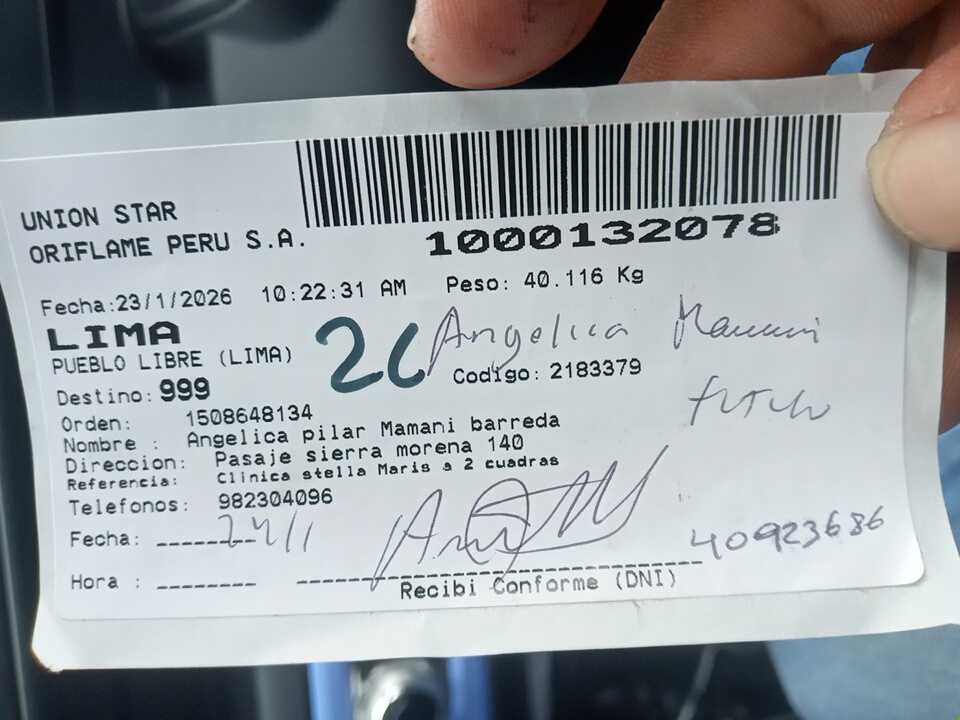 UNION STAR
ORIFLAME PERU S.A.
1000132078
Fecha:23/1/2026 10:22:31 AM Peso: 40.116 Kg
LIMA
PUEBLO LIBRE (LIMA)
2C
Angelica Mamani
Destino: 999
Codigo: 2183379
Orden: 1508648134
Nombre : Angelica pilar Mamani barreda
Direccion: Pasaje sierra morena 140
Referencia: Clinica stella Maris a 2 cuadras
Telefonos: 982304096
Fecha: 24/1
40923686
Hora :
Recibi Conforme (DNI)